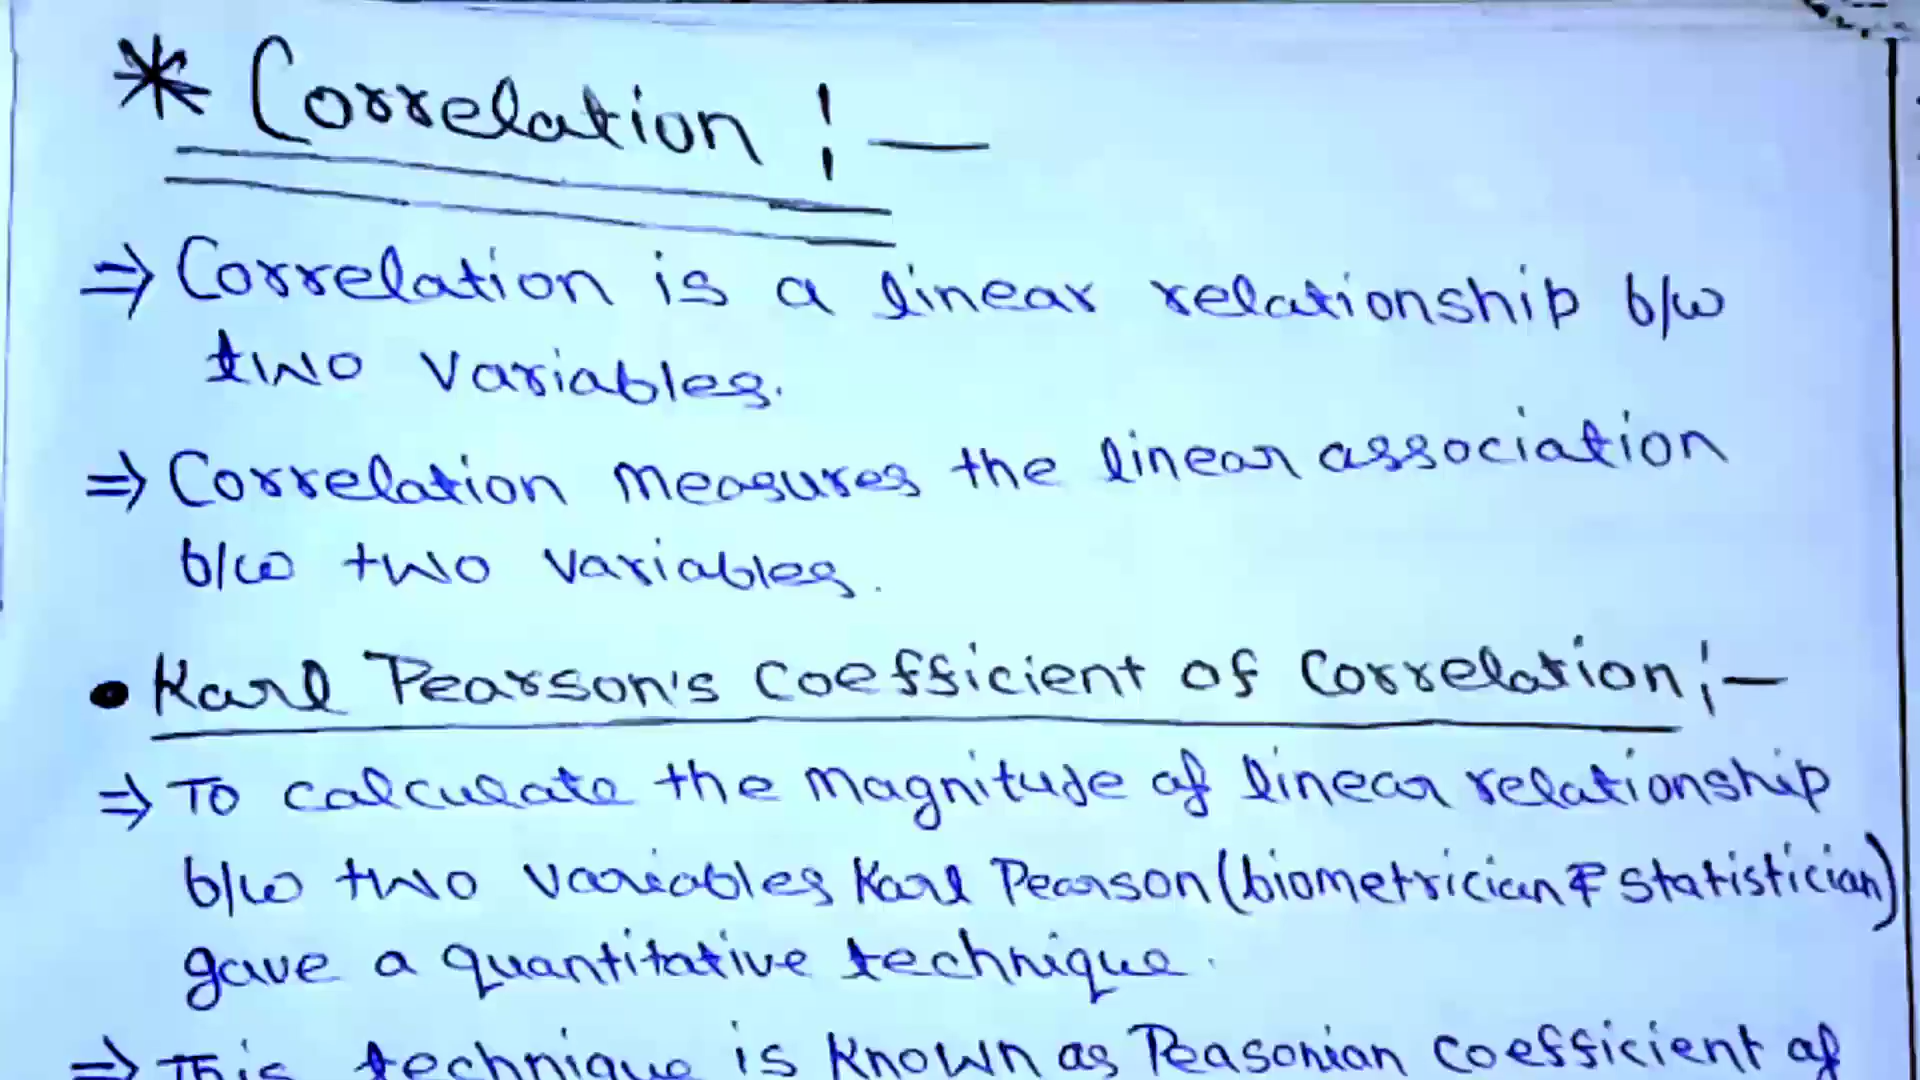 * Correlation :—
⇒ Correlation is a linear relationship b/w
two variables.
⇒ Correlation measures the linear association
b/w two variables.
• Karl Pearson's Coefficient of Correlation :—
⇒ To calculate the magnitude of linear relationship
b/w two variables Karl Pearson (biometrician & statistician)
gave a quantitative technique.
⇒ This technique is known as Peasonian coefficient of